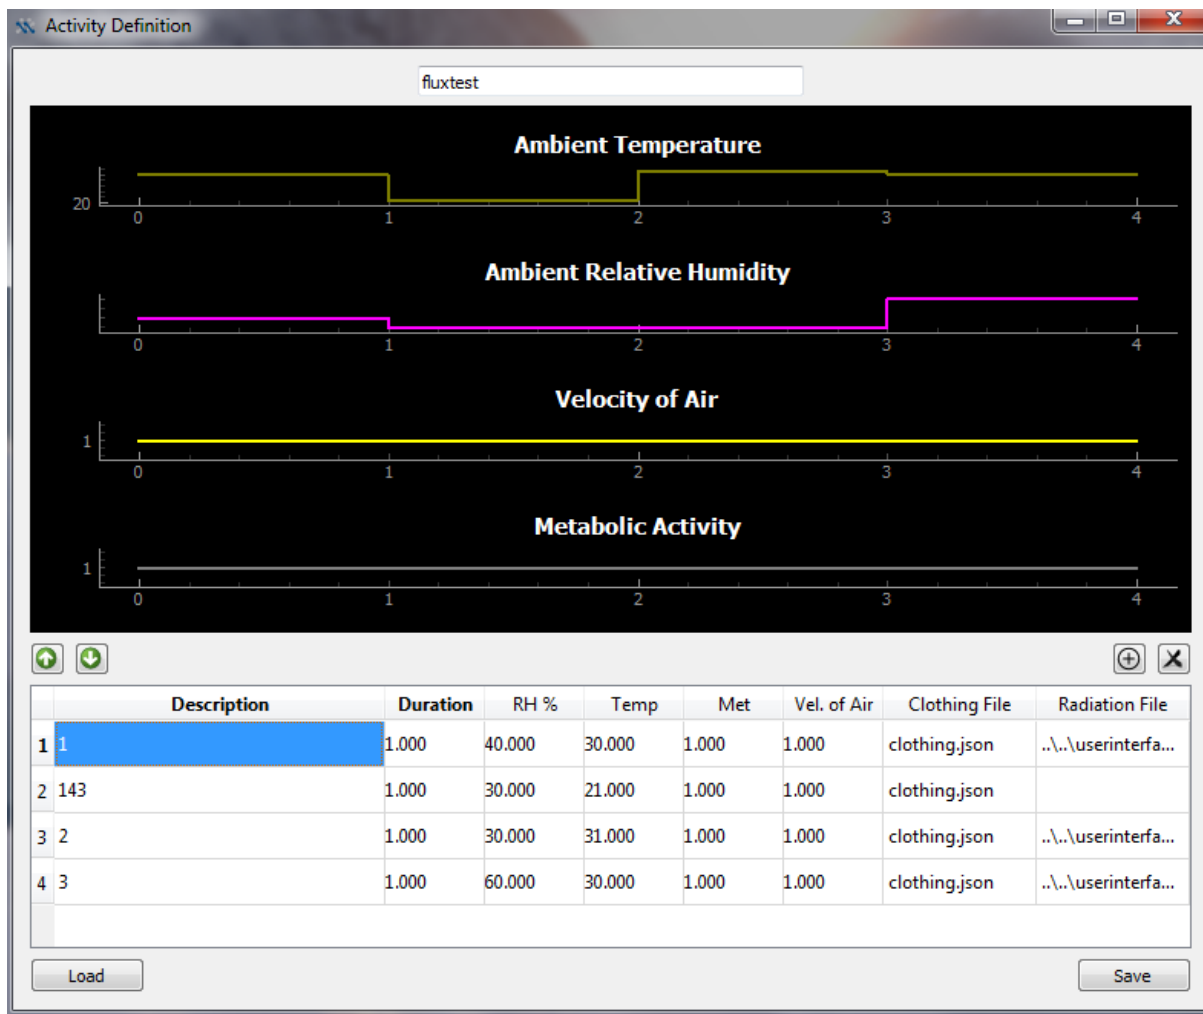 Activity Definition
fluxtest
Ambient Temperature
20
0 1 2 3 4
Ambient Relative Humidity
0 1 2 3 4
Velocity of Air
1
0 1 2 3 4
Metabolic Activity
1
0 1 2 3 4
Description Duration RH % Temp Met Vel. of Air Clothing File Radiation File
1 1 1.000 40.000 30.000 1.000 1.000 clothing.json ..\..\userinterfa...
2 143 1.000 30.000 21.000 1.000 1.000 clothing.json
3 2 1.000 30.000 31.000 1.000 1.000 clothing.json ..\..\userinterfa...
4 3 1.000 60.000 30.000 1.000 1.000 clothing.json ..\..\userinterfa...
Load Save